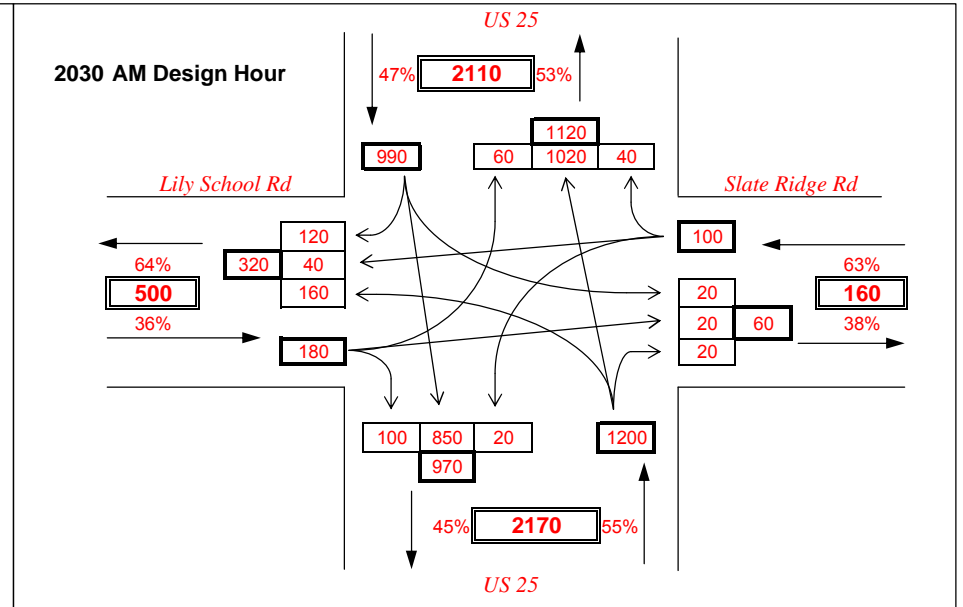 US 25
2030 AM Design Hour
47% 2110 53%
1120
990 60 1020 40
Lily School Rd Slate Ridge Rd
120 100
64% 320 40 63%
500 160 20 160
36% 20 60 38%
180 20
100 850 20 1200
970
45% 2170 55%
US 25